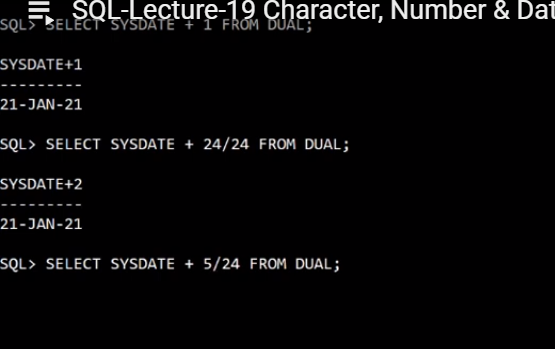 SQL-Lecture-19 Character, Number & Dat
SQL> SELECT SYSDATE + 1 FROM DUAL;
SYSDATE+1
---------
21-JAN-21
SQL> SELECT SYSDATE + 24/24 FROM DUAL;
SYSDATE+2
---------
21-JAN-21
SQL> SELECT SYSDATE + 5/24 FROM DUAL;